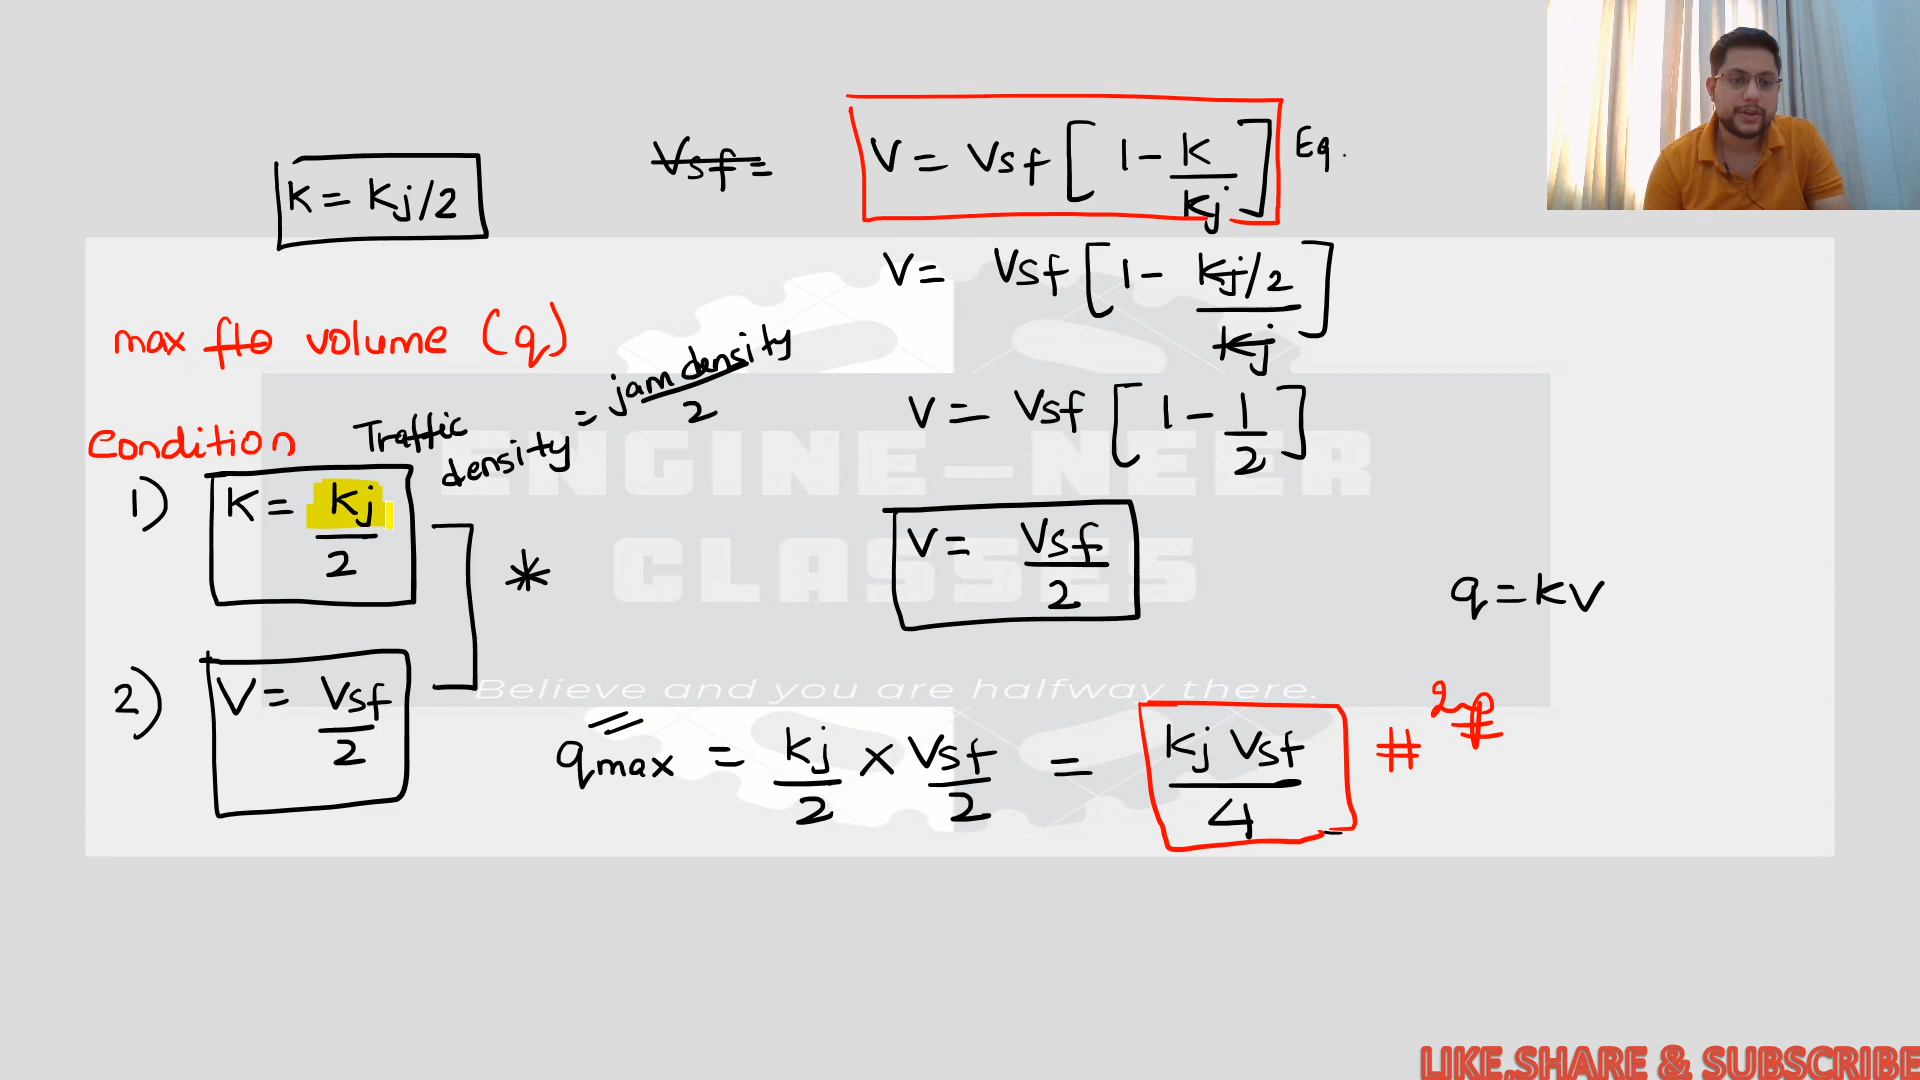 K = Kj/2
Vsf =
V = Vsf [ 1 - K/Kj ] Eq.
V = Vsf [ 1 - Kj/2 / Kj ]
max flo volume (q)
V = Vsf [ 1 - 1/2 ]
Condition
Traffic density = jam density / 2
1) K = Kj/2
*
V = Vsf/2
q = KV
2) V = Vsf/2
qmax = Kj/2 × Vsf/2 = Kj Vsf / 4 #
ENGINE-NEER
CLASSES
Believe and you are halfway there.
LIKE,SHARE & SUBSCRIBE